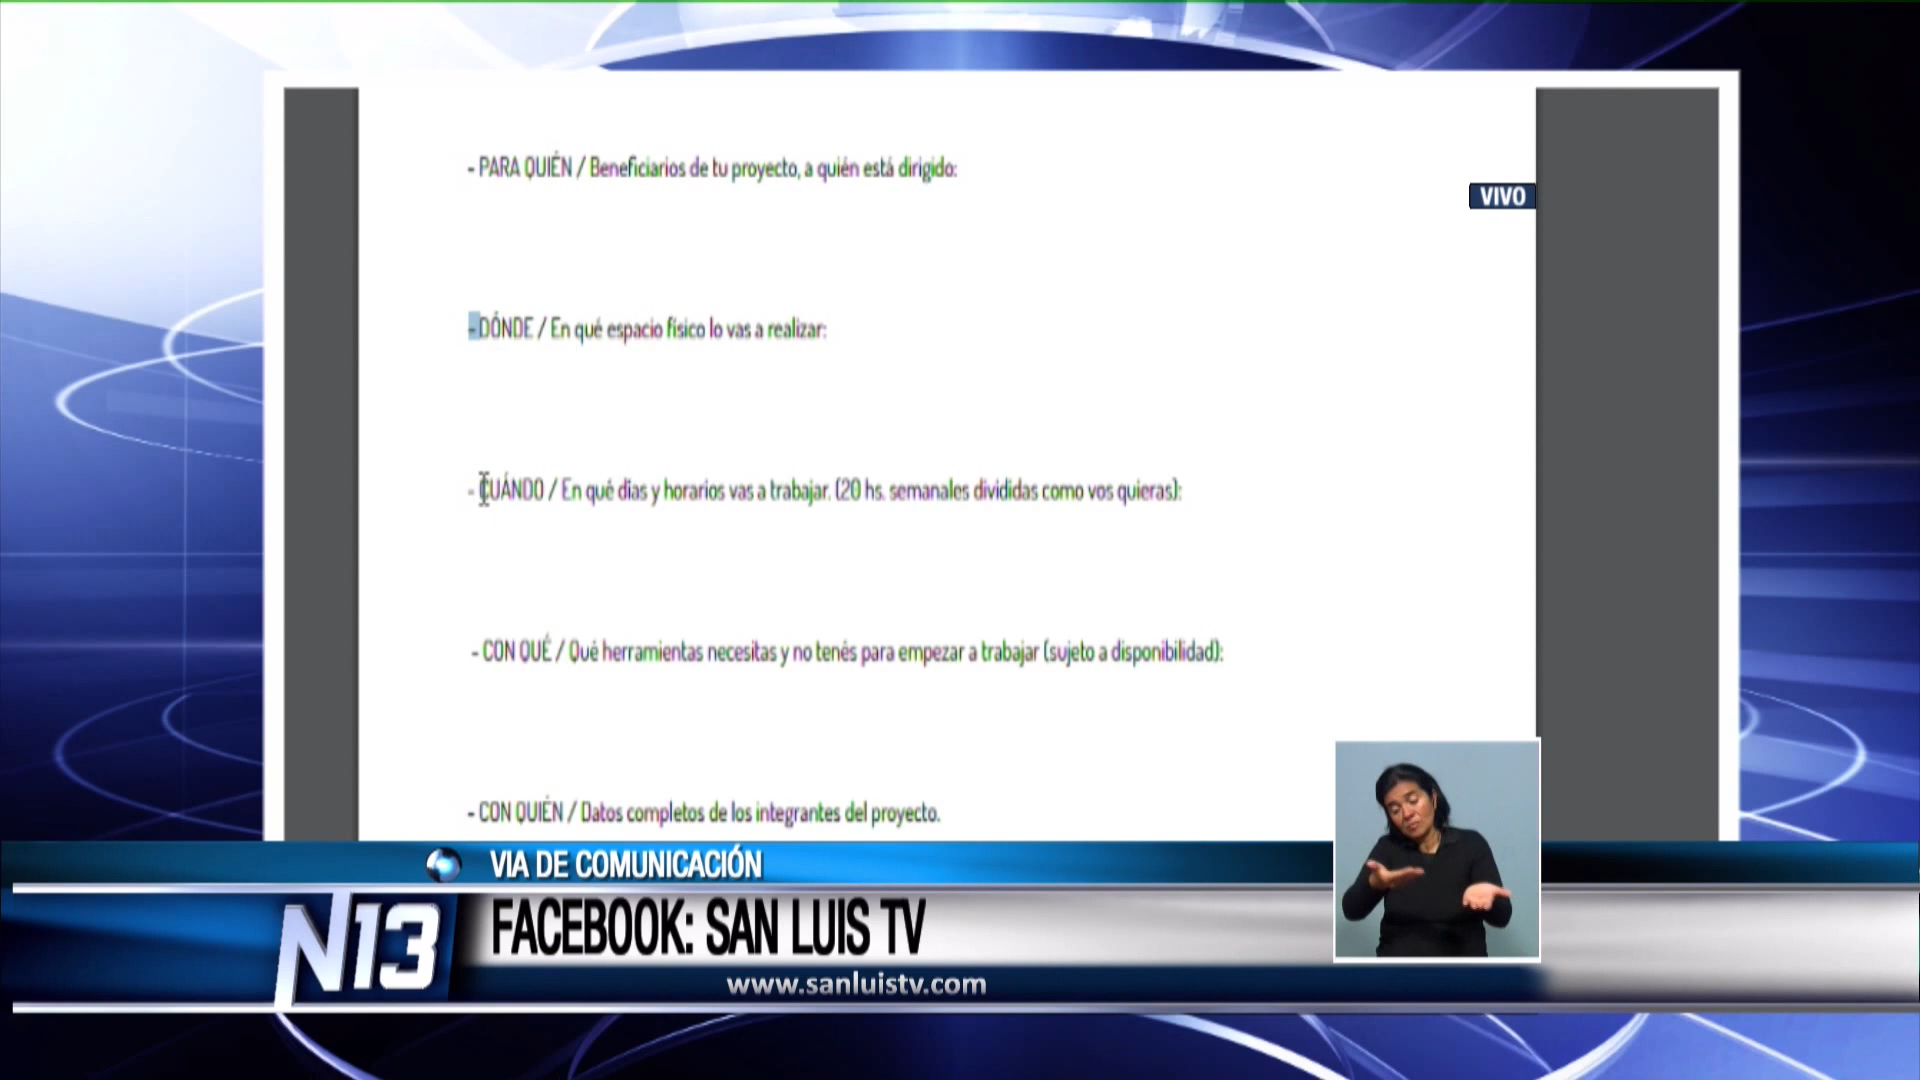 - PARA QUIÉN / Beneficiarios de tu proyecto, a quién está dirigido:
VIVO
- DÓNDE / En qué espacio físico lo vas a realizar:
- CUÁNDO / En qué días y horarios vas a trabajar. (20 hs. semanales divididas como vos quieras):
- CON QUÉ / Qué herramientas necesitas y no tenés para empezar a trabajar (sujeto a disponibilidad):
- CON QUIÉN / Datos completos de los integrantes del proyecto.
VIA DE COMUNICACIÓN
N13
FACEBOOK: SAN LUIS TV
www.sanluistv.com